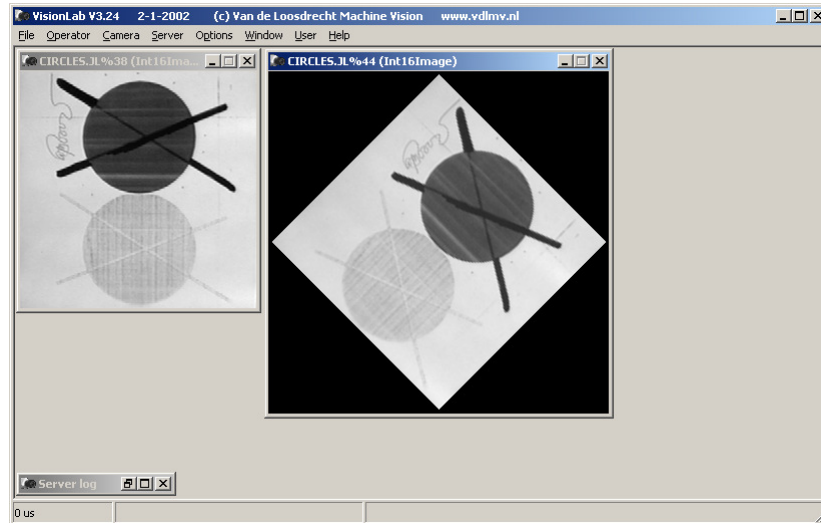 VisionLab V3.24 2-1-2002 (c) Van de Loosdrecht Machine Vision www.vdlmv.nl
File Operator Camera Server Options Window User Help
CIRCLES.JL%38 (Int16Ima...
CIRCLES.JL%44 (Int16Image)
Server log
0 us